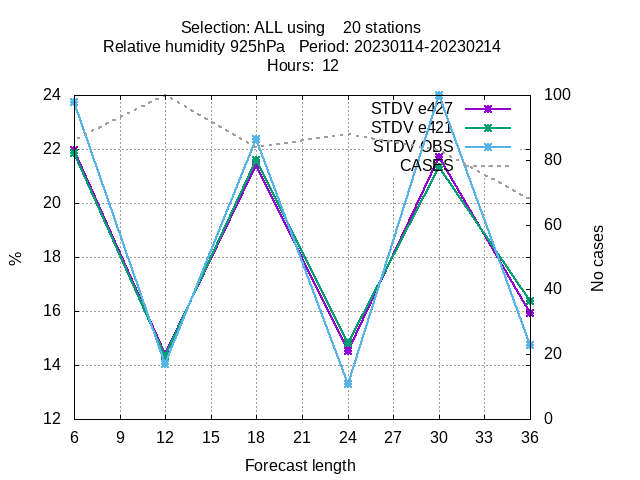 Selection: ALL using    20 stations
Relative humidity 925hPa   Period: 20230114-20230214
Hours:  12
STDV e427
STDV e421
STDV OBS
CASES
24
22
20
18
16
14
12
%
100
80
60
40
20
0
No cases
6 9 12 15 18 21 24 27 30 33 36
Forecast length